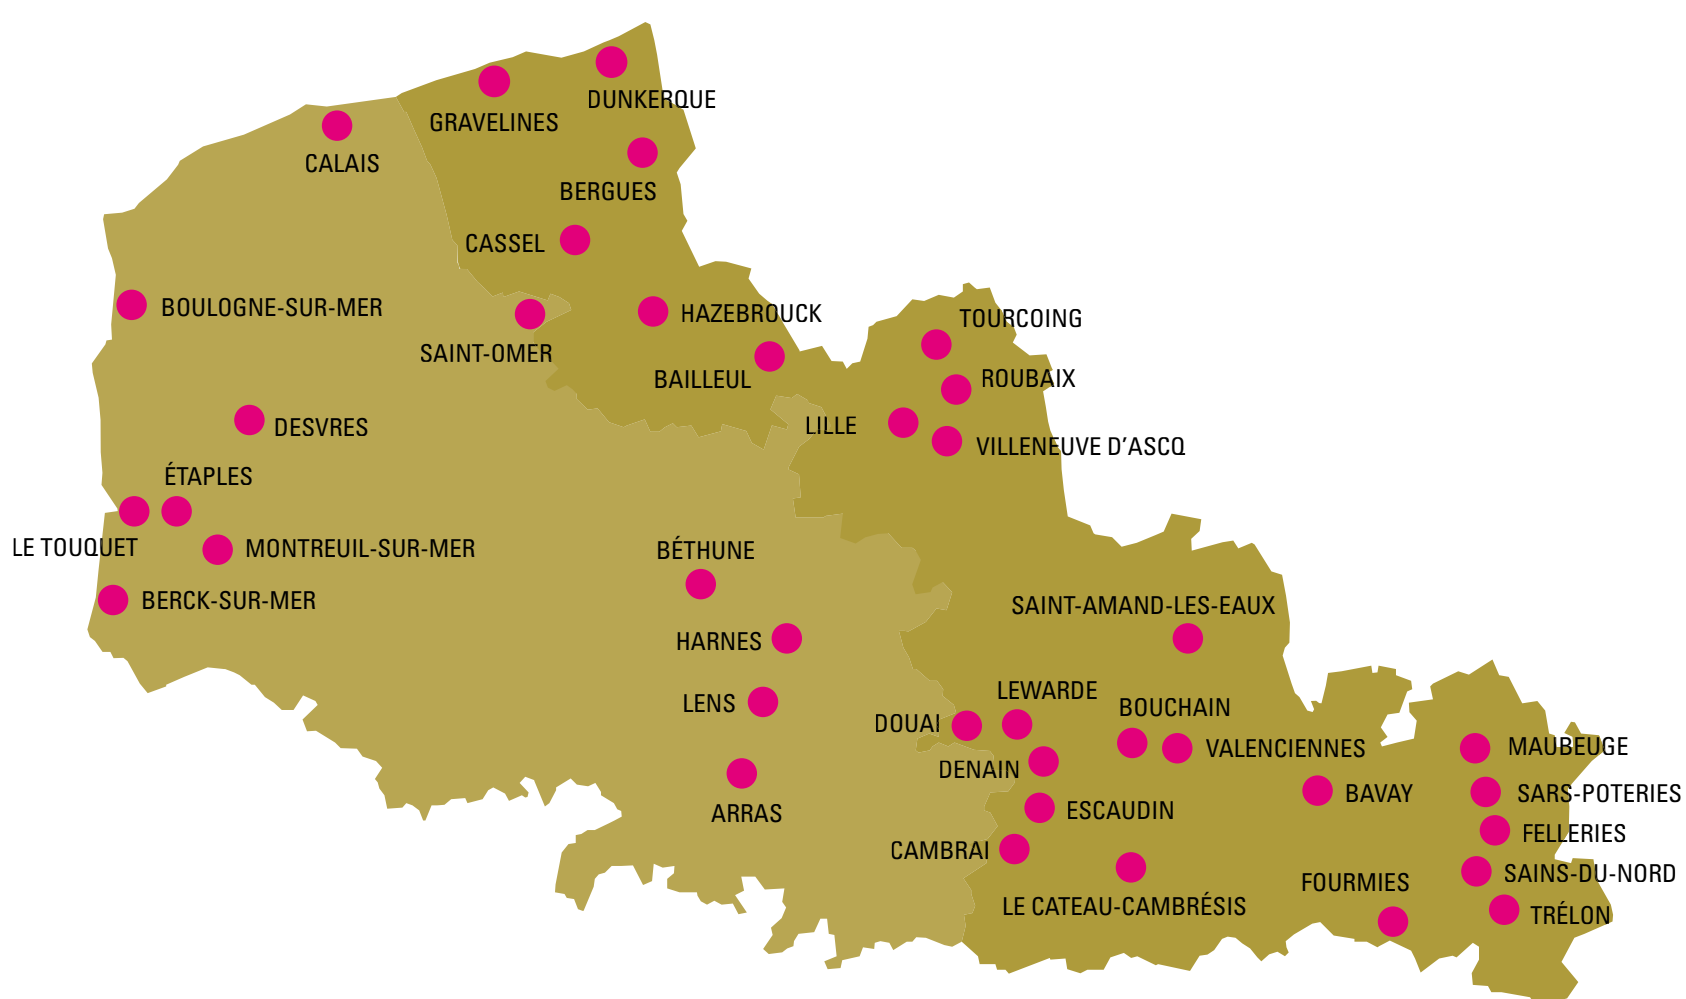 DUNKERQUE
GRAVELINES
CALAIS
BERGUES
CASSEL
BOULOGNE-SUR-MER
HAZEBROUCK
TOURCOING
SAINT-OMER
BAILLEUL
ROUBAIX
LILLE
DESVRES
VILLENEUVE D'ASCQ
ÉTAPLES
LE TOUQUET
MONTREUIL-SUR-MER
BÉTHUNE
BERCK-SUR-MER
SAINT-AMAND-LES-EAUX
HARNES
LEWARDE
LENS
BOUCHAIN
DOUAI
VALENCIENNES
MAUBEUGE
DENAIN
BAVAY
SARS-POTERIES
ARRAS
ESCAUDIN
FELLERIES
CAMBRAI
SAINS-DU-NORD
FOURMIES
LE CATEAU-CAMBRÉSIS
TRÉLON